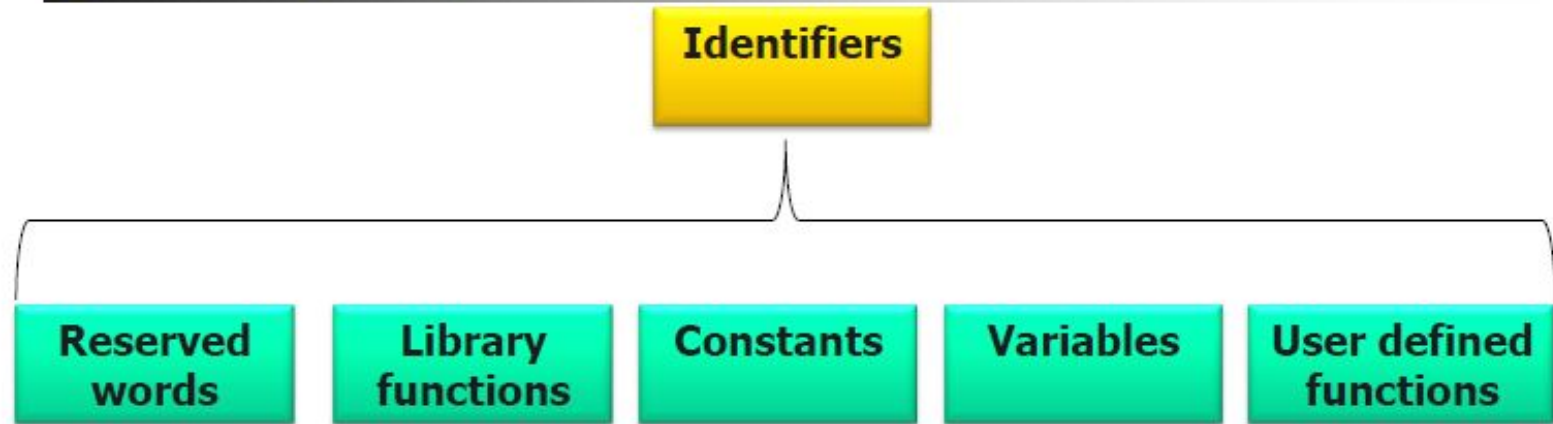 Identifiers
Reserved
words
Library
functions
Constants
Variables
User defined
functions